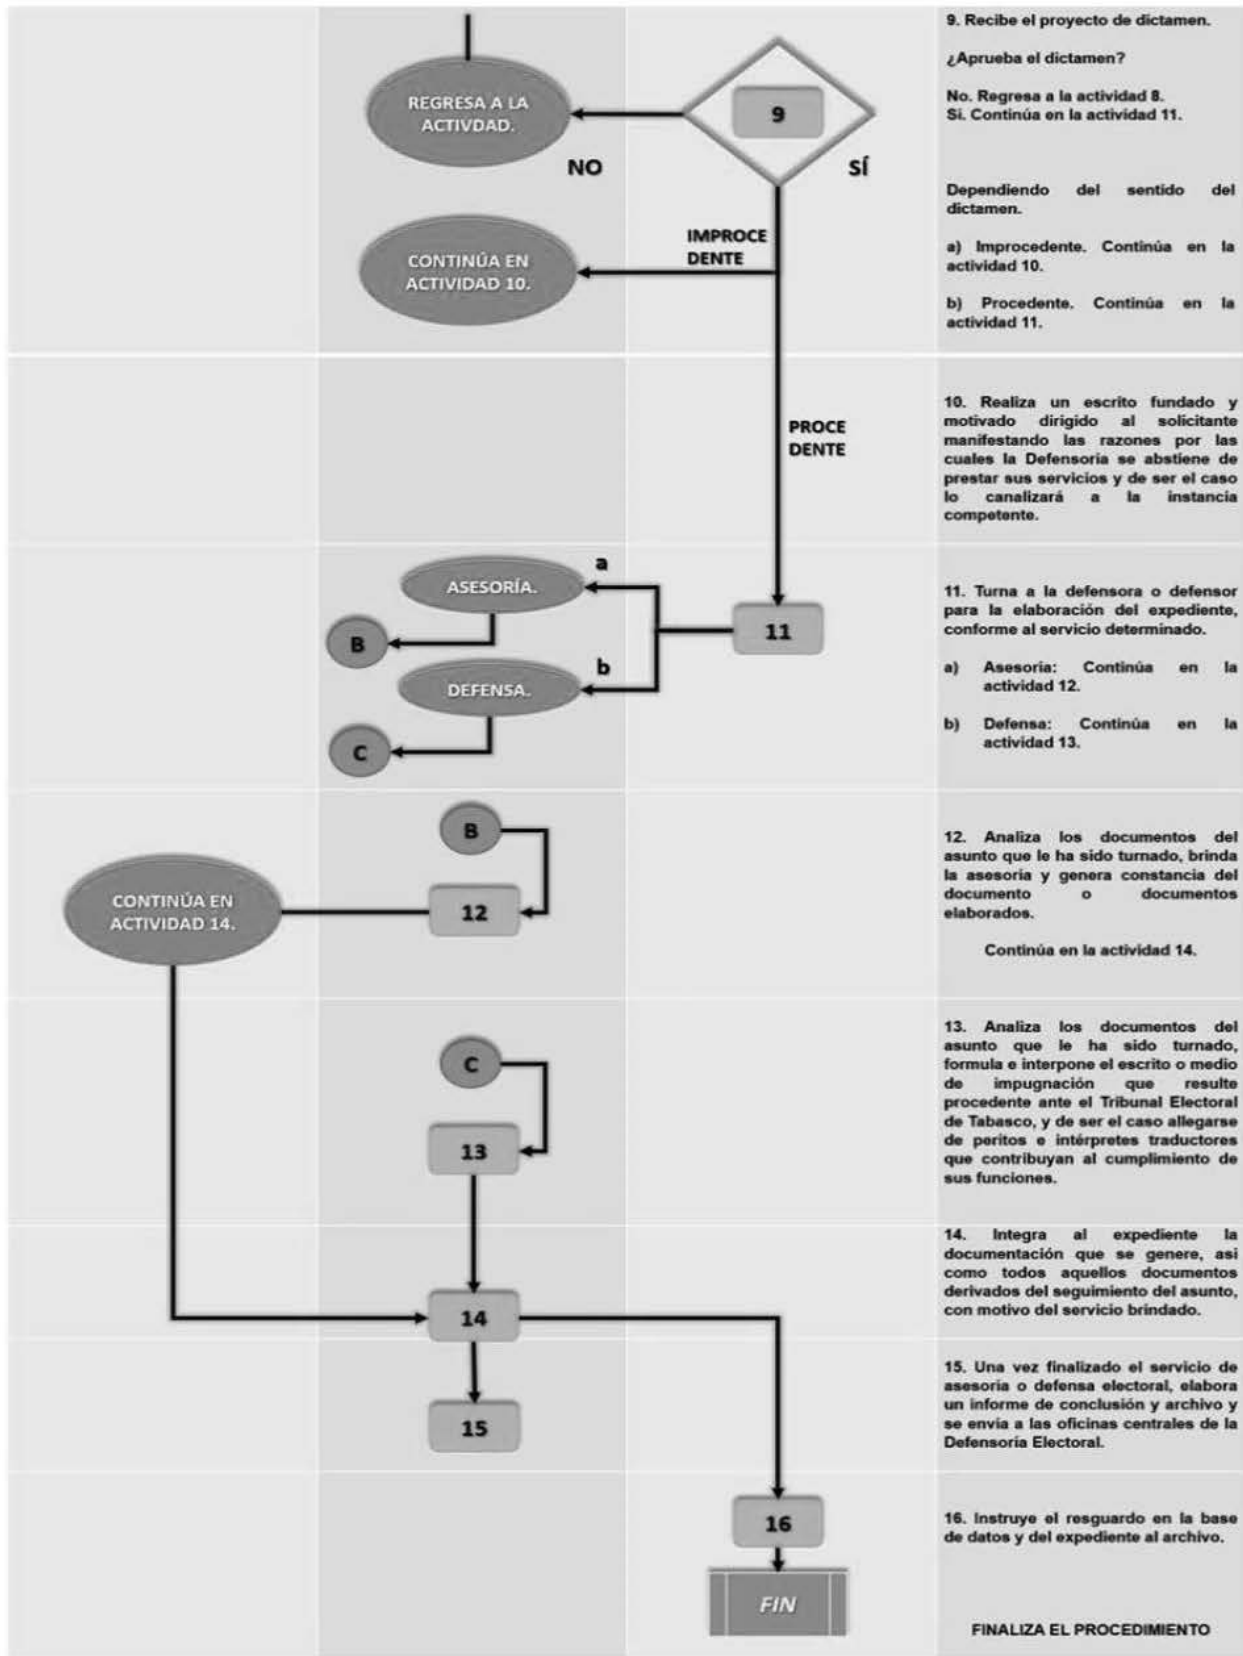 9. Recibe el proyecto de dictamen.
¿Aprueba el dictamen?
No. Regresa a la actividad 8.
Si. Continúa en la actividad 11.
REGRESA A LA
ACTIVDAD.
9
NO
SÍ
Dependiendo del sentido del
dictamen.
a) Improcedente. Continúa en la
actividad 10.
b) Procedente. Continúa en la
actividad 11.
IMPROCE
DENTE
CONTINÚA EN
ACTIVIDAD 10.
PROCE
DENTE
10. Realiza un escrito fundado y
motivado dirigido al solicitante
manifestando las razones por las
cuales la Defensoría se abstiene de
prestar sus servicios y de ser el caso
lo canalizará a la instancia
competente.
a
ASESORÍA.
B
11
b
DEFENSA.
C
11. Turna a la defensora o defensor
para la elaboración del expediente,
conforme al servicio determinado.
a) Asesoría: Continúa en la
actividad 12.
b) Defensa: Continúa en la
actividad 13.
B
CONTINÚA EN
ACTIVIDAD 14.
12
12. Analiza los documentos del
asunto que le ha sido turnado, brinda
la asesoría y genera constancia del
documento o documentos
elaborados.
Continúa en la actividad 14.
C
13
13. Analiza los documentos del
asunto que le ha sido turnado,
formula e interpone el escrito o medio
de impugnación que resulte
procedente ante el Tribunal Electoral
de Tabasco, y de ser el caso allegarse
de peritos e intérpretes traductores
que contribuyan al cumplimiento de
sus funciones.
14
14. Integra al expediente la
documentación que se genere, así
como todos aquellos documentos
derivados del seguimiento del asunto,
con motivo del servicio brindado.
15
15. Una vez finalizado el servicio de
asesoría o defensa electoral, elabora
un informe de conclusión y archivo y
se envía a las oficinas centrales de la
Defensoría Electoral.
16
16. Instruye el resguardo en la base
de datos y del expediente al archivo.
FIN
FINALIZA EL PROCEDIMIENTO